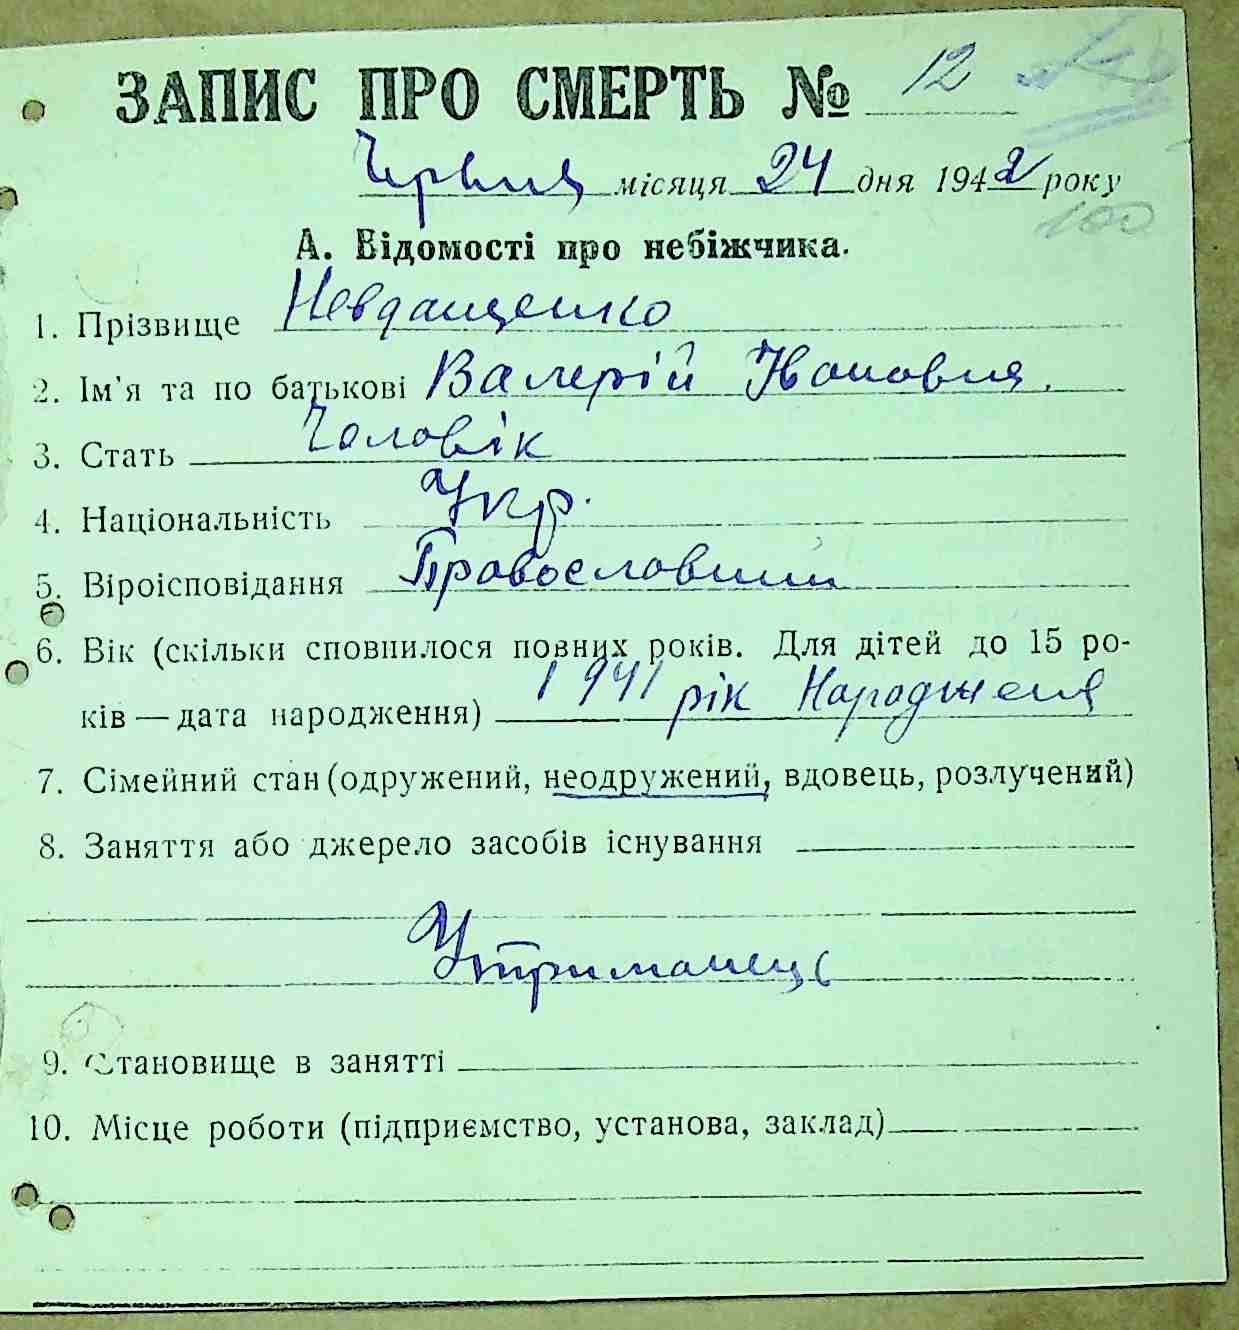 ЗАПИС ПРО СМЕРТЬ № 12
Червня місяця 24 дня 1942 року
100
А. Відомості про небіжчика.
1. Прізвище Невдащенко
2. Ім'я та по батькові Валерій
3. Стать Чоловік
4. Національність Укр.
5. Віроісповідання Православний
6. Вік (скільки сповнилося повних років. Для дітей до 15 ро-
ків — дата народження) 1941 рік Народженя
7. Сімейний стан (одружений, неодружений, вдовець, розлучений)
8. Заняття або джерело засобів існування
Утриманець
9. Становище в занятті
10. Місце роботи (підприємство, установа, заклад)